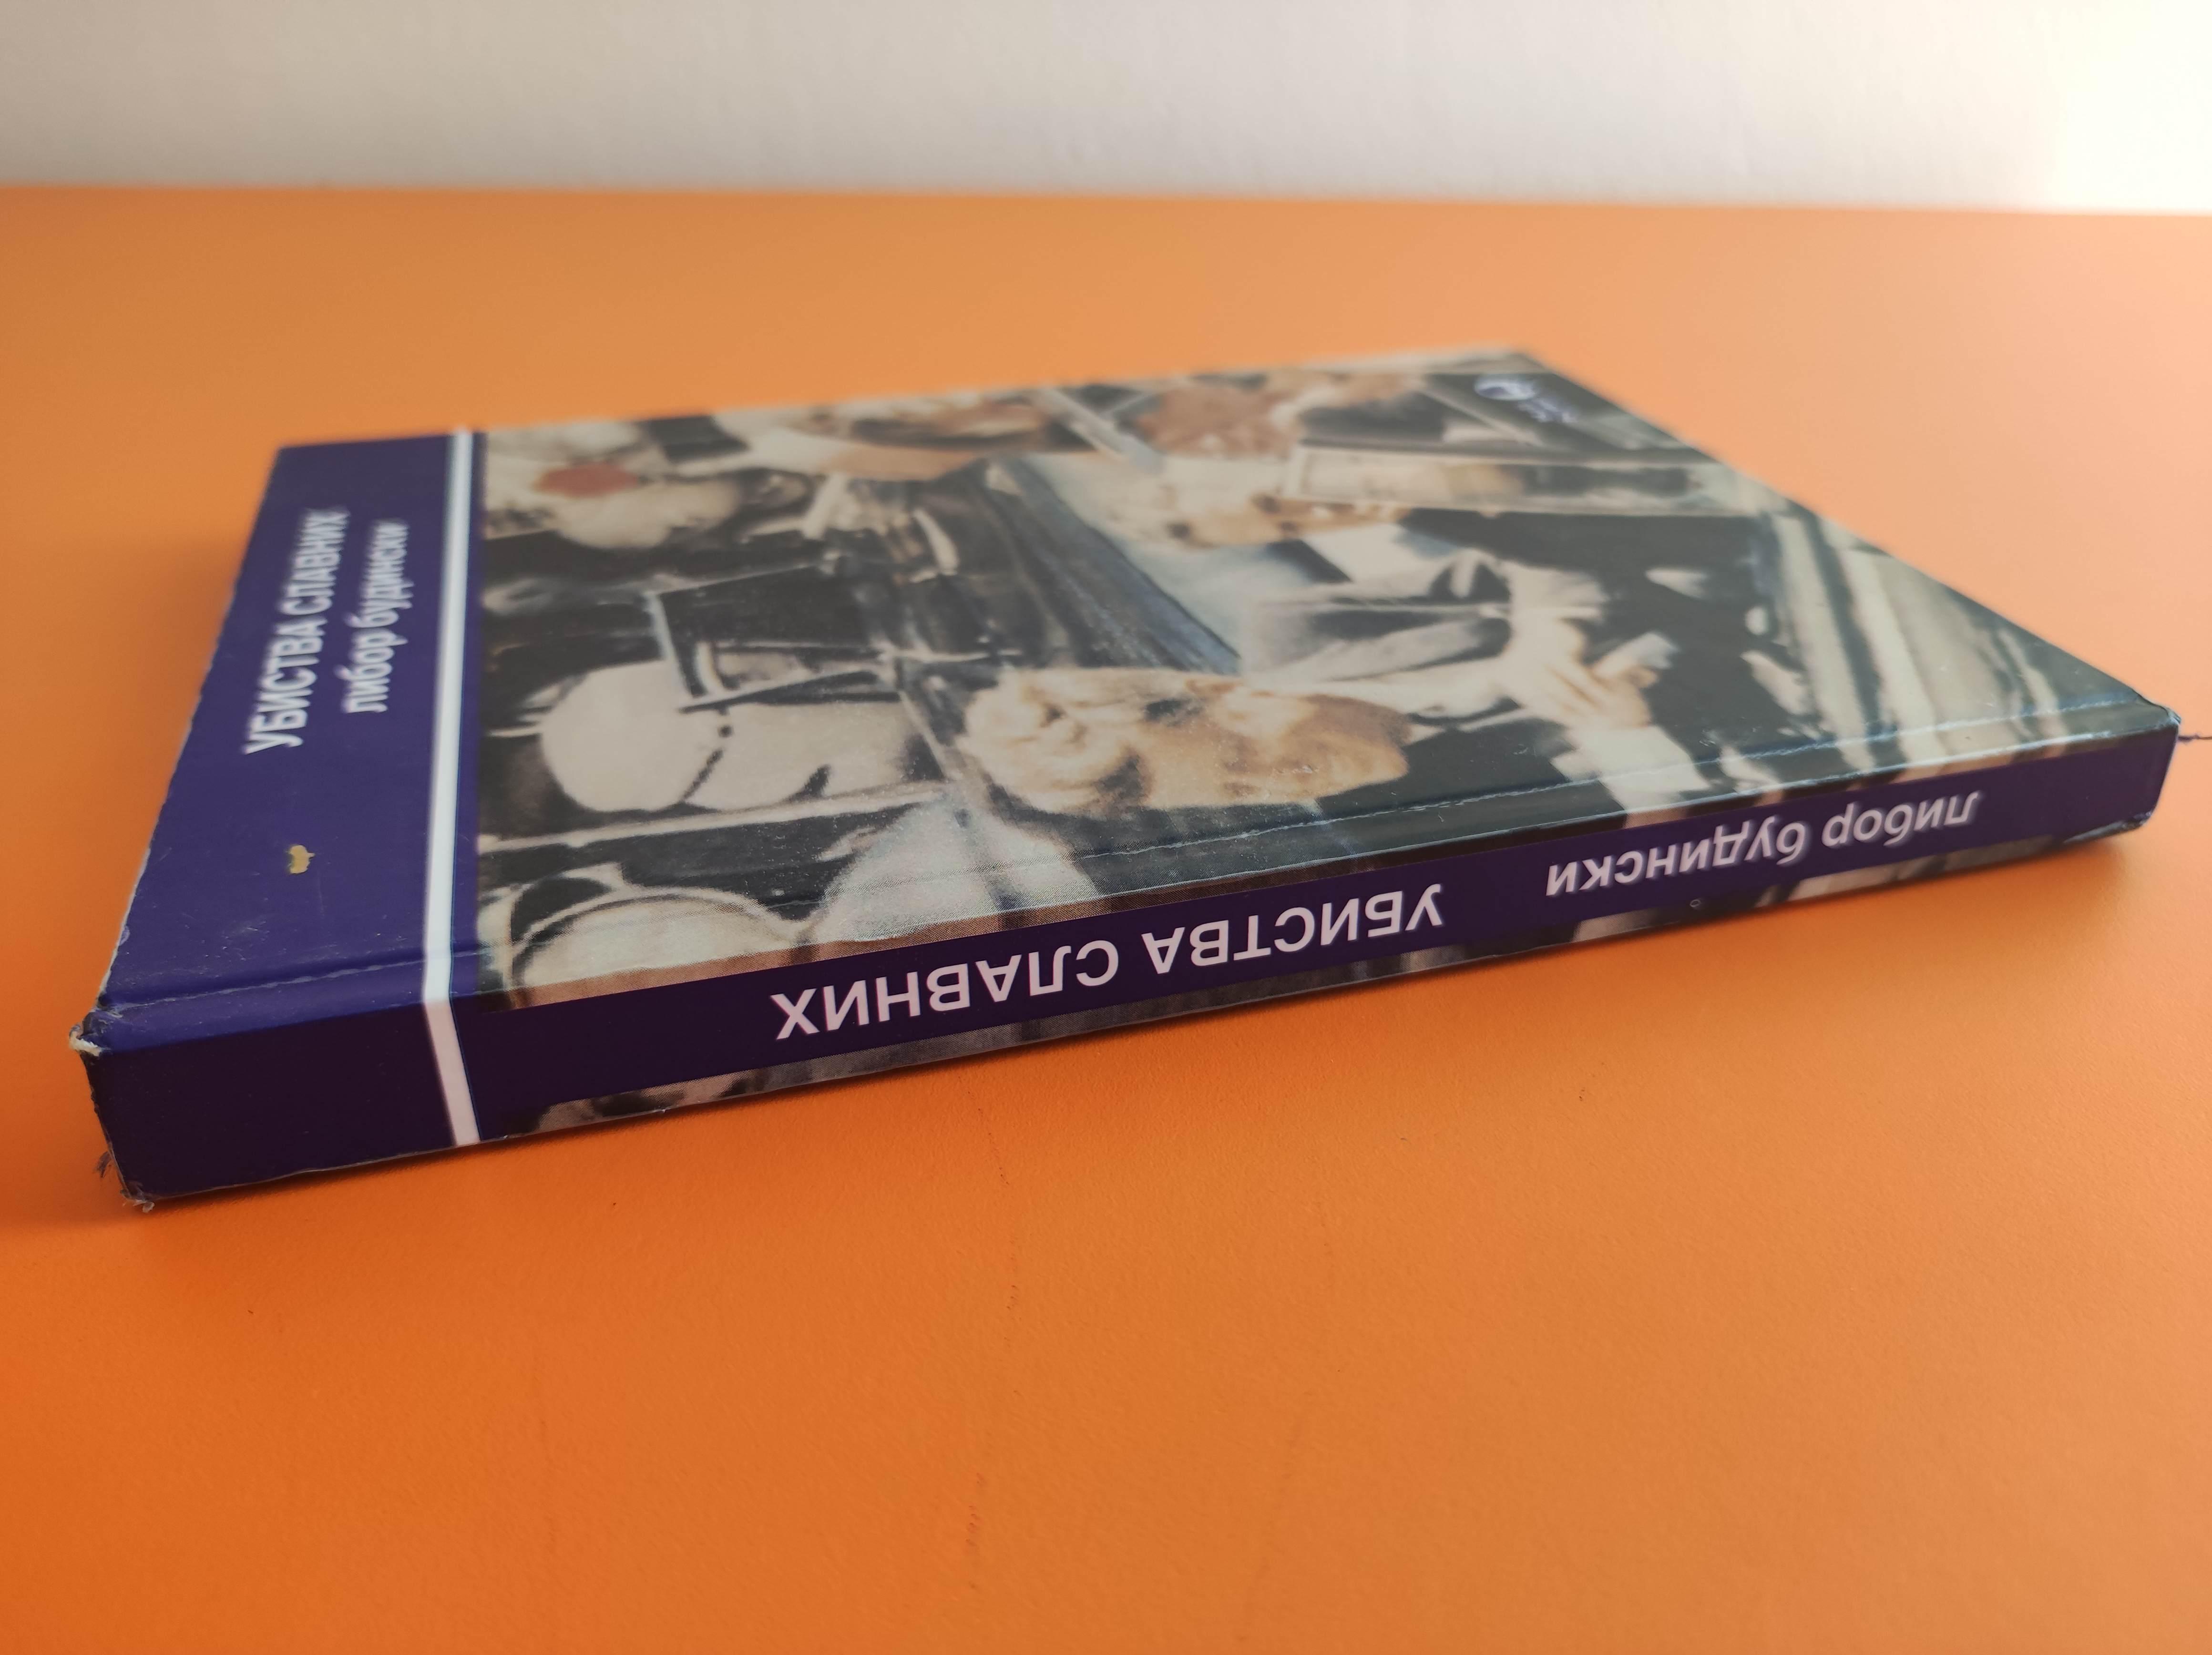 УБИСТВА СЛАВНИХ
либор будински
либор будински УБИСТВА СЛАВНИХ